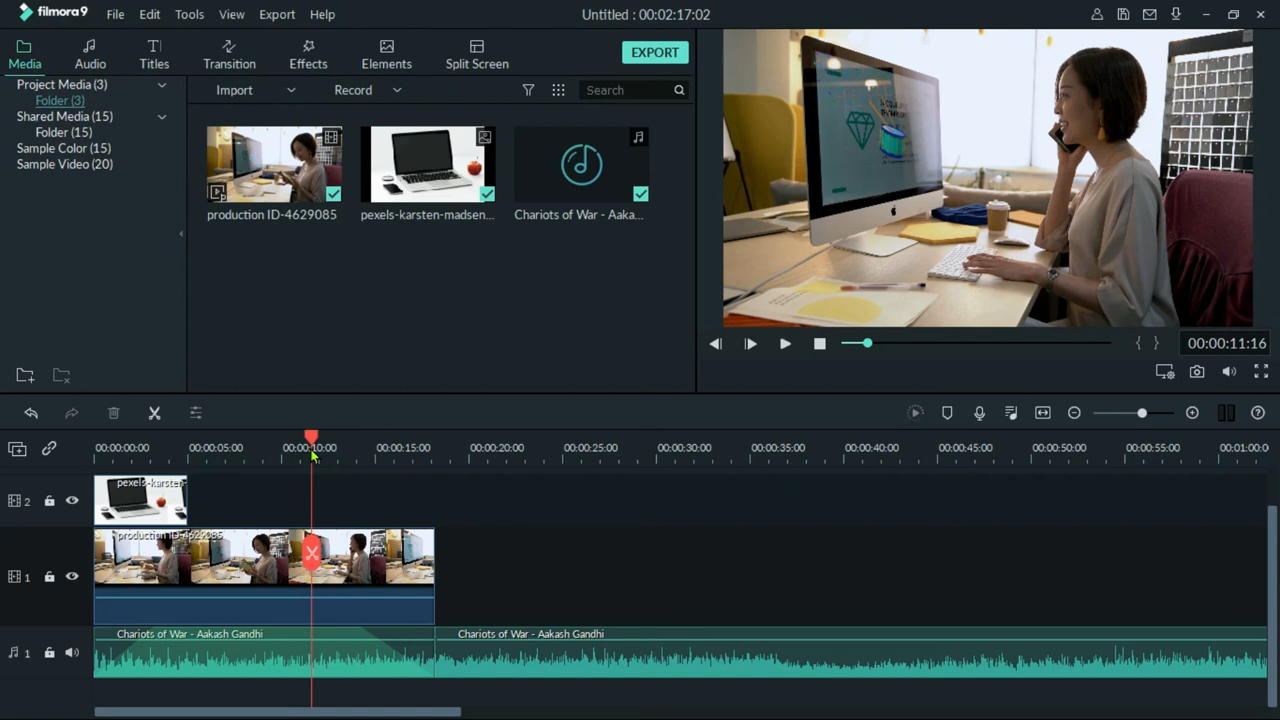 filmora9
File Edit Tools View Export Help
Untitled : 00:02:17:02
Media Audio Titles Transition Effects Elements Split Screen
EXPORT
Project Media (3)
Folder (3)
Shared Media (15)
Folder (15)
Sample Color (15)
Sample Video (20)
Import Record Search
production ID-4629085
pexels-karsten-madsen...
Chariots of War - Aaka...
00:00:11:16
00:00:00:00 00:00:05:00 00:00:10:00 00:00:15:00 00:00:20:00 00:00:25:00 00:00:30:00 00:00:35:00 00:00:40:00 00:00:45:00 00:00:50:00 00:00:55:00 00:01:00:0
2
pexels-karsten-
production ID-4629085
1
Chariots of War - Aakash Gandhi
Chariots of War - Aakash Gandhi
1